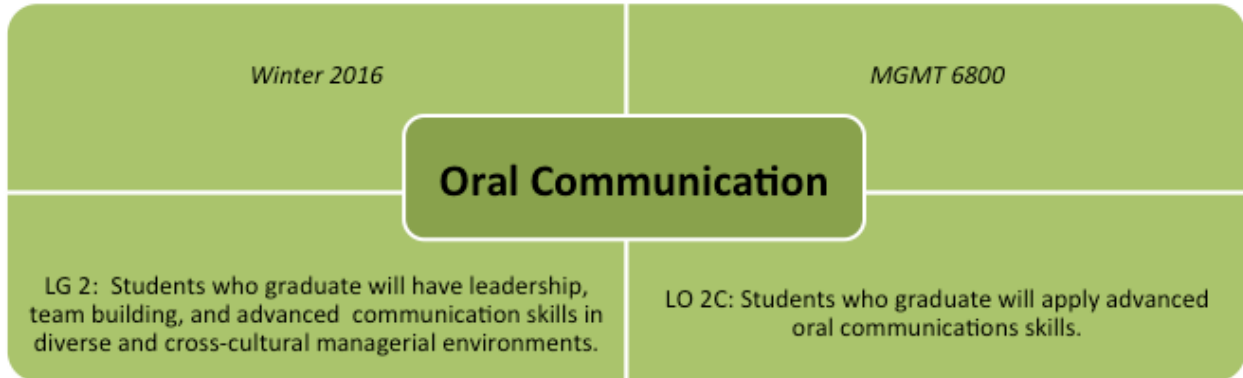 Winter 2016
MGMT 6800
Oral Communication
LG 2:  Students who graduate will have leadership,
team building, and advanced  communication skills in
diverse and cross-cultural managerial environments.
LO 2C: Students who graduate will apply advanced
oral communications skills.